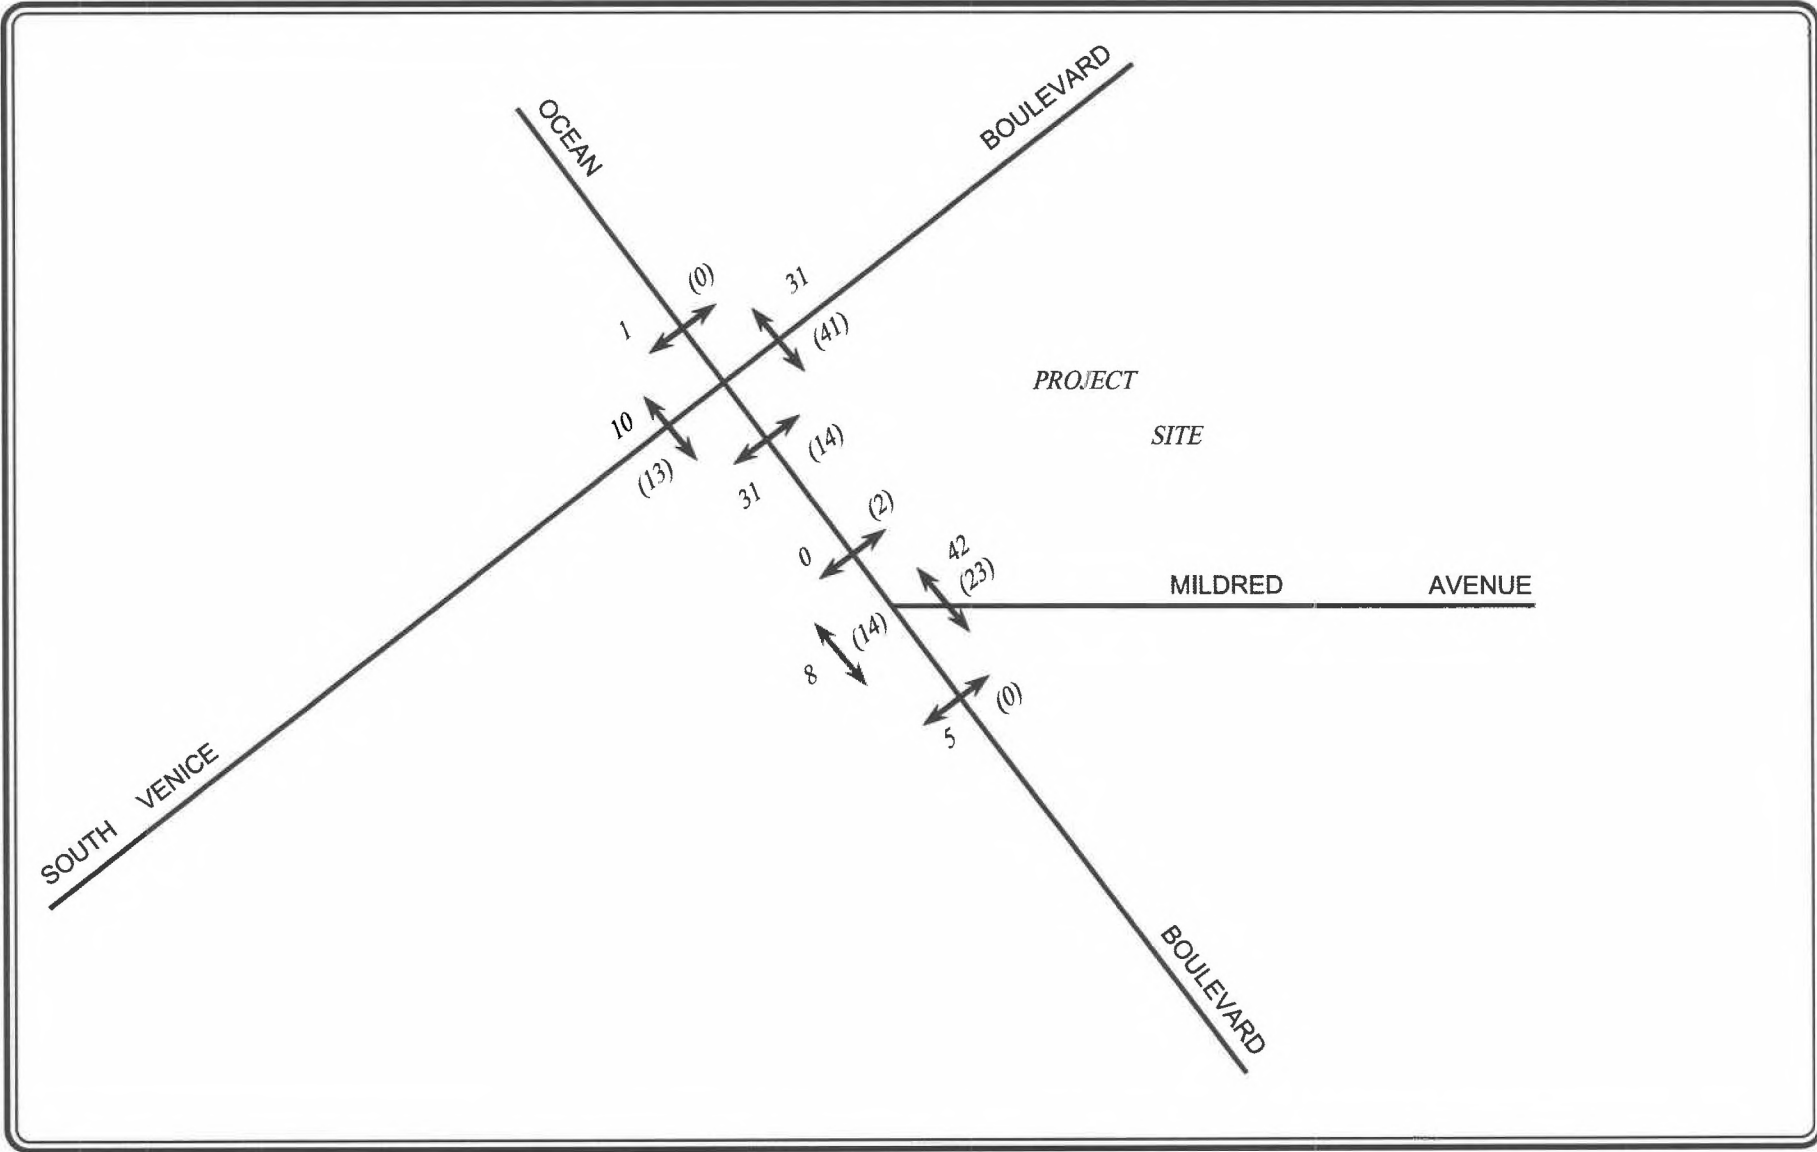 OCEAN
BOULEVARD
(0)
31
1
(41)
PROJECT
10
(14)
SITE
(13)
31
(2)
0
42
(23)
MILDRED AVENUE
(14)
8
(0)
5
SOUTH VENICE
BOULEVARD